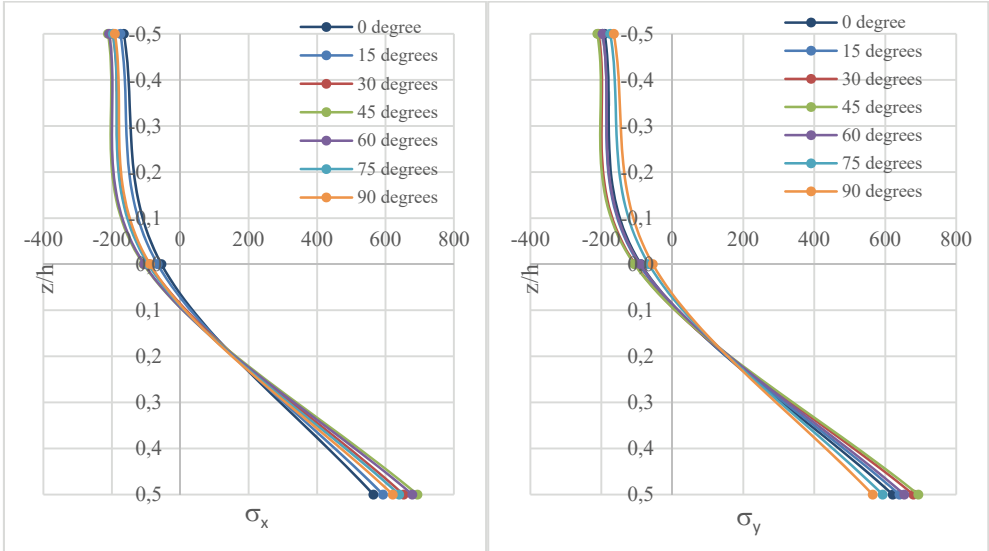 0 degree
15 degrees
30 degrees
45 degrees
60 degrees
75 degrees
90 degrees
-0,5
-0,4
-0,3
-0,2
-0,1
-400 -200 0 200 400 600 800
0,1
0,2
0,3
0,4
0,5
z/h
σx
0 degree
15 degrees
30 degrees
45 degrees
60 degrees
75 degrees
90 degrees
-0,5
-0,4
-0,3
-0,2
-0,1
-400 -200 0 200 400 600 800
0,1
0,2
0,3
0,4
0,5
z/h
σy